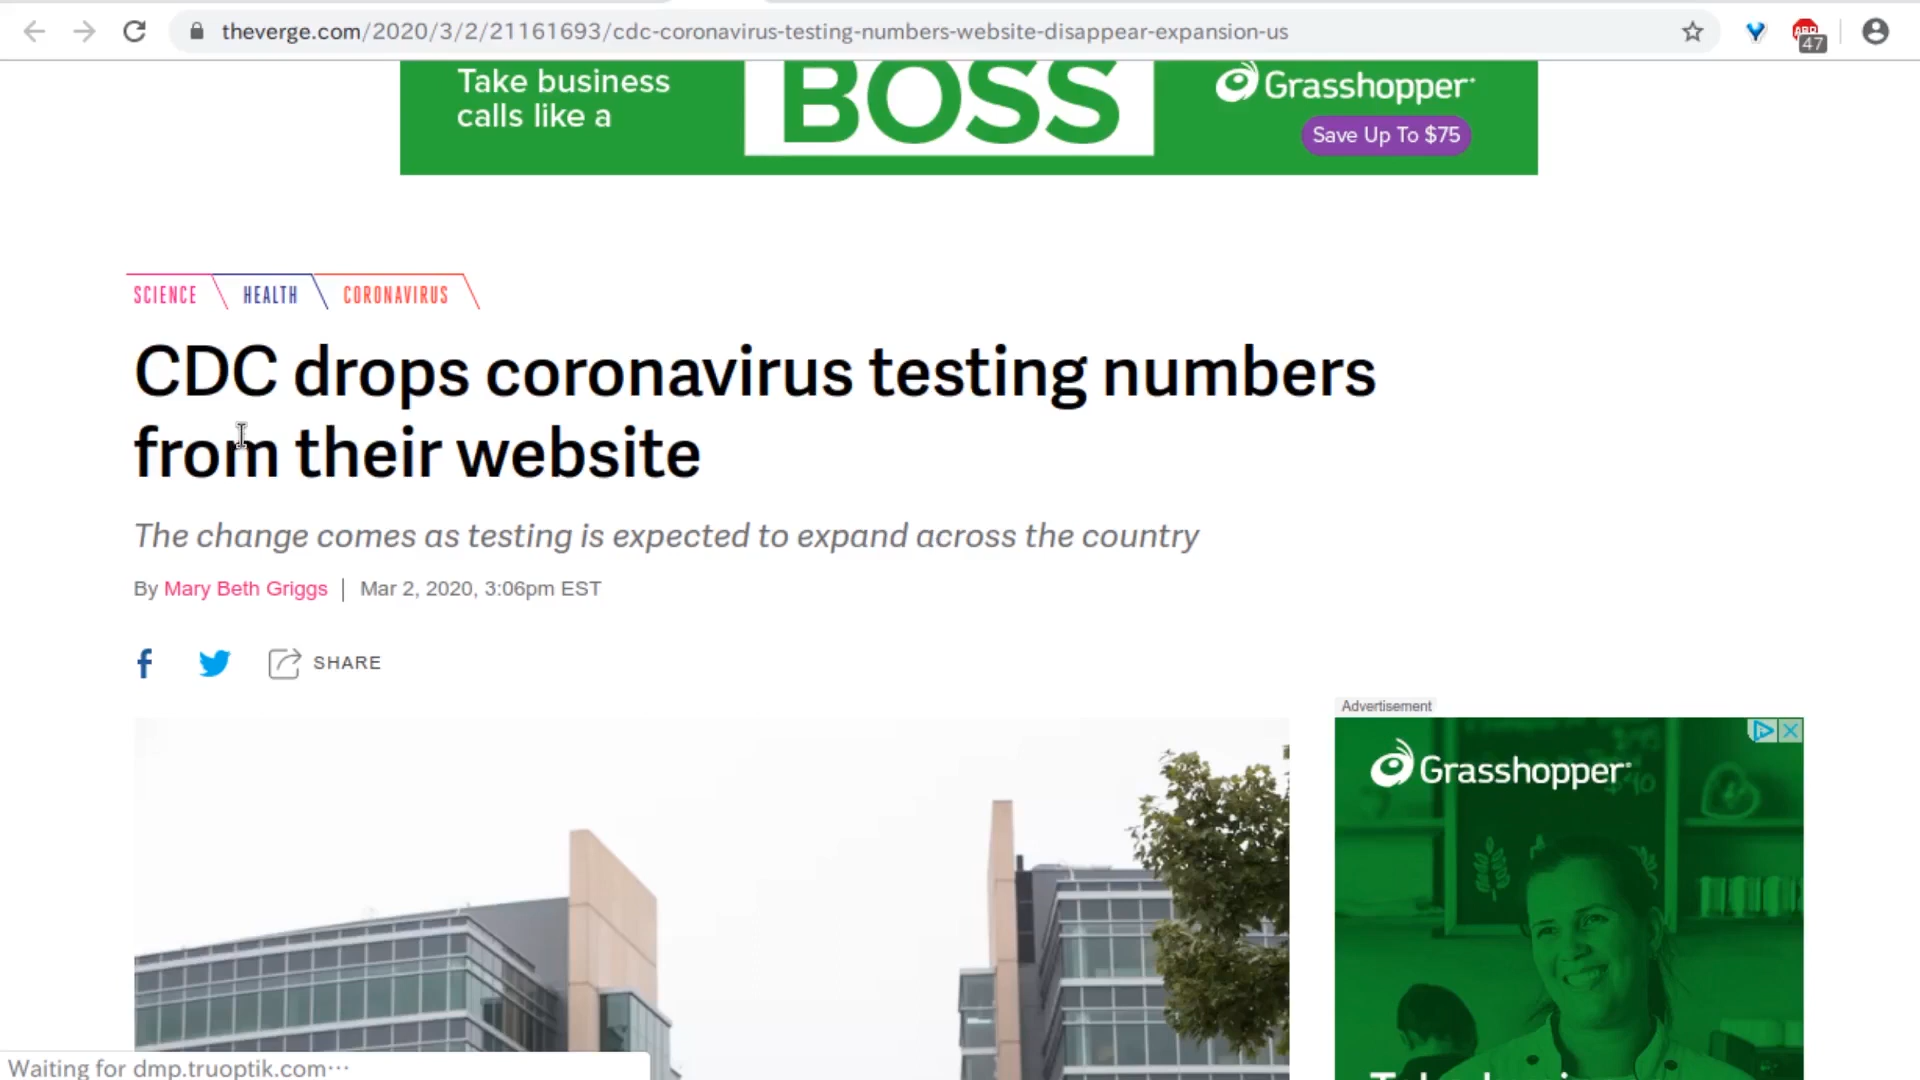 theverge.com/2020/3/2/21161693/cdc-coronavirus-testing-numbers-website-disappear-expansion-us
47
Take business
calls like a
BOSS
Grasshopper
Save Up To $75
SCIENCE HEALTH CORONAVIRUS
CDC drops coronavirus testing numbers
from their website
The change comes as testing is expected to expand across the country
By Mary Beth Griggs | Mar 2, 2020, 3:06pm EST
SHARE
Advertisement
Grasshopper
Waiting for dmp.truoptik.com...